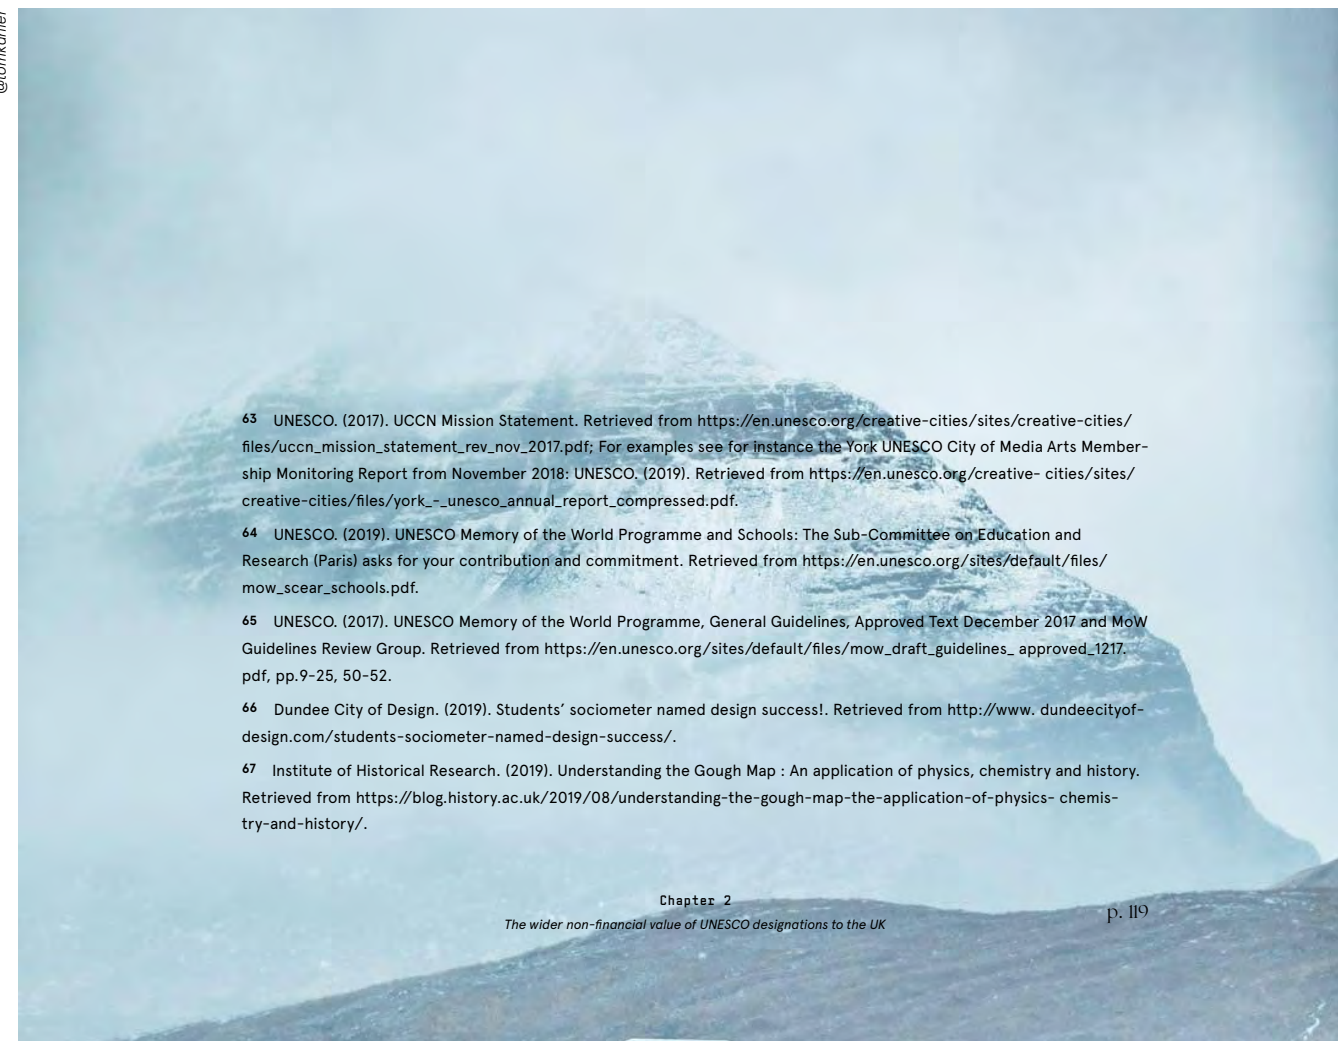 63 UNESCO. (2017). UCCN Mission Statement. Retrieved from https://en.unesco.org/creative-cities/sites/creative-cities/
files/uccn_mission_statement_rev_nov_2017.pdf; For examples see for instance the York UNESCO City of Media Arts Member-
ship Monitoring Report from November 2018: UNESCO. (2019). Retrieved from https://en.unesco.org/creative- cities/sites/
creative-cities/files/york_-_unesco_annual_report_compressed.pdf.
64 UNESCO. (2019). UNESCO Memory of the World Programme and Schools: The Sub-Committee on Education and
Research (Paris) asks for your contribution and commitment. Retrieved from https://en.unesco.org/sites/default/files/
mow_scear_schools.pdf.
65 UNESCO. (2017). UNESCO Memory of the World Programme, General Guidelines, Approved Text December 2017 and MoW
Guidelines Review Group. Retrieved from https://en.unesco.org/sites/default/files/mow_draft_guidelines_ approved_1217.
pdf, pp.9-25, 50-52.
66 Dundee City of Design. (2019). Students’ sociometer named design success!. Retrieved from http://www. dundeecityof-
design.com/students-sociometer-named-design-success/.
67 Institute of Historical Research. (2019). Understanding the Gough Map : An application of physics, chemistry and history.
Retrieved from https://blog.history.ac.uk/2019/08/understanding-the-gough-map-the-application-of-physics- chemis-
try-and-history/.
Chapter 2
The wider non-financial value of UNESCO designations to the UK
p. 119